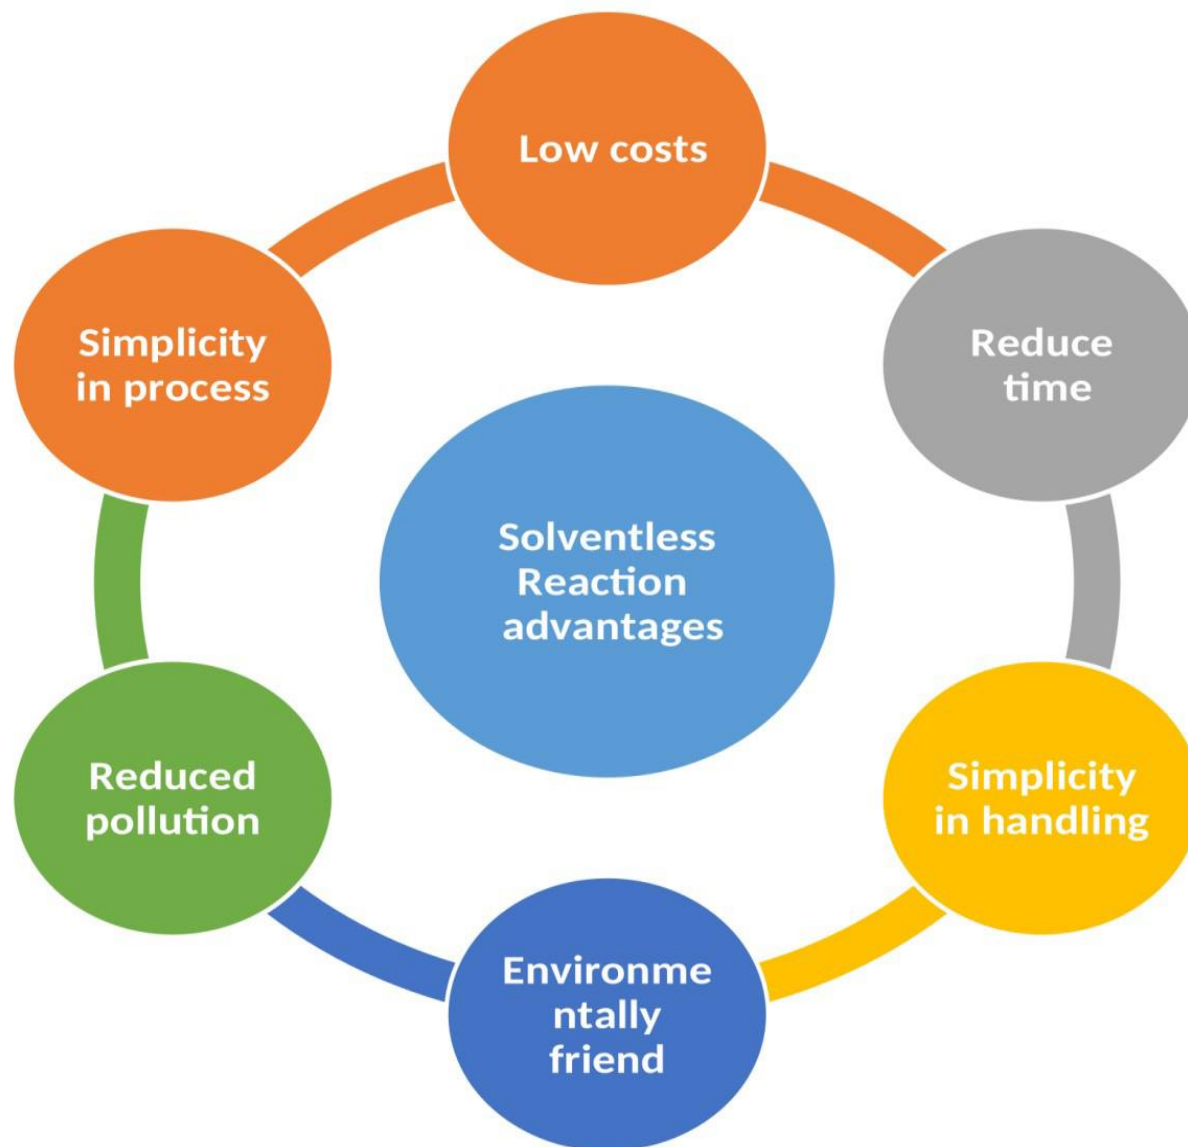 Low costs
Simplicity
in process
Reduce
time
Solventless
Reaction
advantages
Reduced
pollution
Simplicity
in handling
Environme
ntally
friend